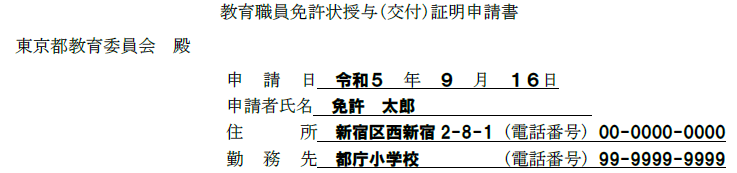 教育職員免許状授与(交付)証明申請書
東京都教育委員会　殿
申　請　日　令和５　年　９　月　１６日
申請者氏名　免許　太郎
住　　　所　新宿区西新宿２-８-１（電話番号）００-００００-００００
勤　務　先　都庁小学校　　　　（電話番号）９９-９９９９-９９９９